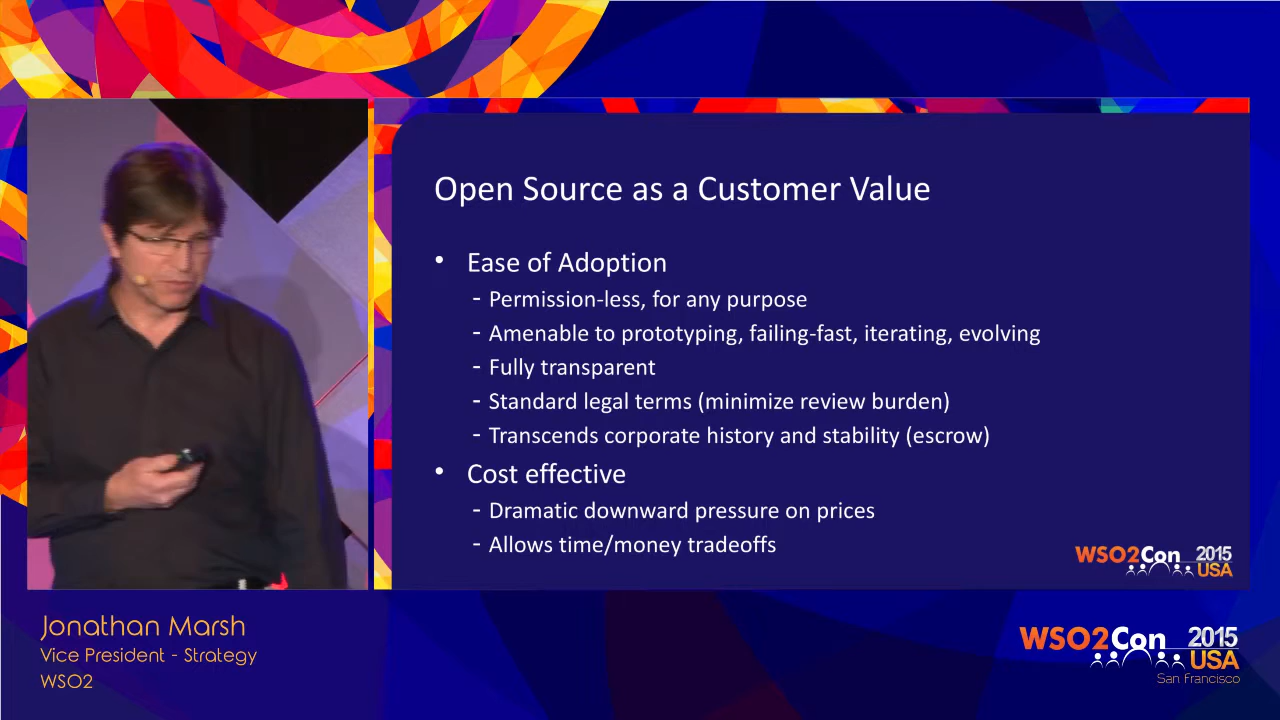 Open Source as a Customer Value
• Ease of Adoption
- Permission-less, for any purpose
- Amenable to prototyping, failing-fast, iterating, evolving
- Fully transparent
- Standard legal terms (minimize review burden)
- Transcends corporate history and stability (escrow)
• Cost effective
- Dramatic downward pressure on prices
- Allows time/money tradeoffs
WSO2Con 2015
USA
Jonathan Marsh
Vice President - Strategy
WSO2
WSO2Con 2015
USA
San Francisco